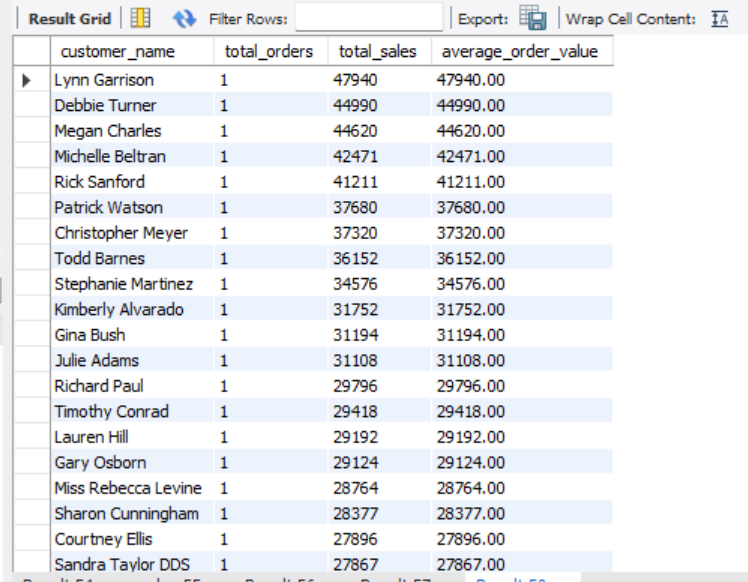 Result Grid Filter Rows: Export: Wrap Cell Content: IA
customer_name total_orders total_sales average_order_value
Lynn Garrison 1 47940 47940.00
Debbie Turner 1 44990 44990.00
Megan Charles 1 44620 44620.00
Michelle Beltran 1 42471 42471.00
Rick Sanford 1 41211 41211.00
Patrick Watson 1 37680 37680.00
Christopher Meyer 1 37320 37320.00
Todd Barnes 1 36152 36152.00
Stephanie Martinez 1 34576 34576.00
Kimberly Alvarado 1 31752 31752.00
Gina Bush 1 31194 31194.00
Julie Adams 1 31108 31108.00
Richard Paul 1 29796 29796.00
Timothy Conrad 1 29418 29418.00
Lauren Hill 1 29192 29192.00
Gary Osborn 1 29124 29124.00
Miss Rebecca Levine 1 28764 28764.00
Sharon Cunningham 1 28377 28377.00
Courtney Ellis 1 27896 27896.00
Sandra Taylor DDS 1 27867 27867.00